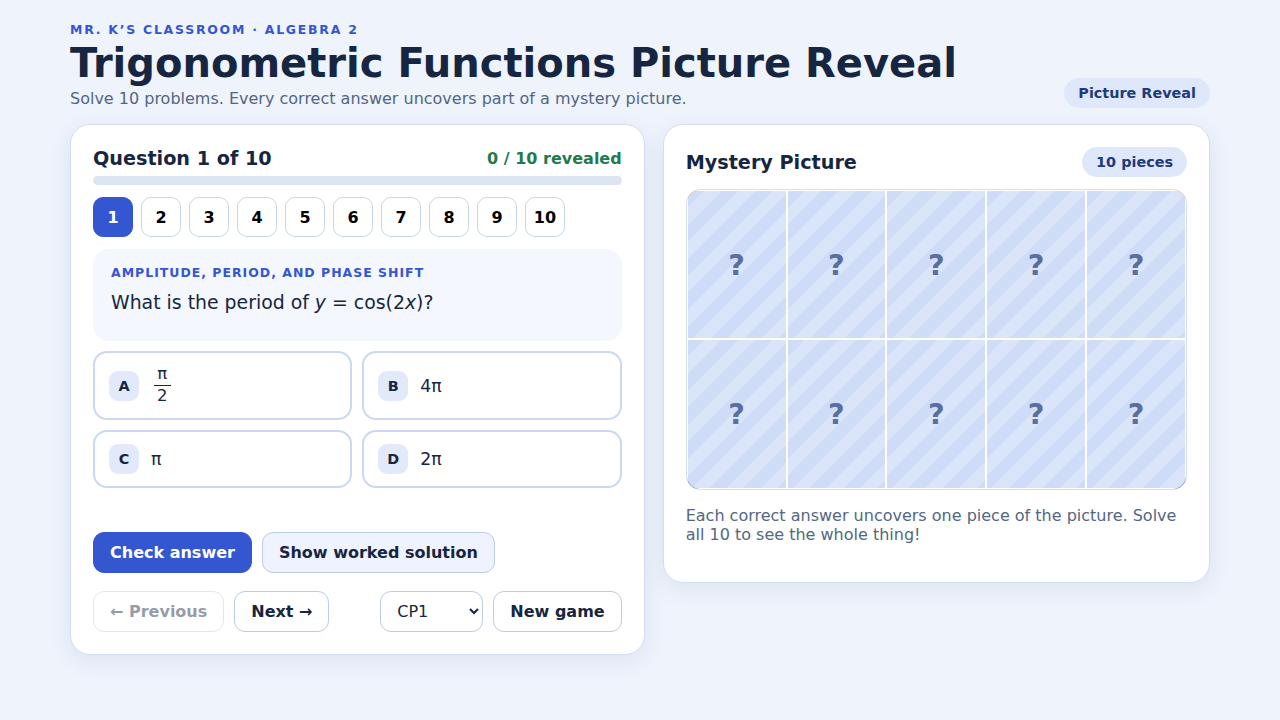 MR. K’S CLASSROOM · ALGEBRA 2
Trigonometric Functions Picture Reveal
Solve 10 problems. Every correct answer uncovers part of a mystery picture.
Picture Reveal
Question 1 of 10
0 / 10 revealed
1 2 3 4 5 6 7 8 9 10
AMPLITUDE, PERIOD, AND PHASE SHIFT
What is the period of y = cos(2x)?
A π/2
B 4π
C π
D 2π
Check answer
Show worked solution
← Previous
Next →
CP1
New game
Mystery Picture
10 pieces
? ? ? ? ?
? ? ? ? ?
Each correct answer uncovers one piece of the picture. Solve
all 10 to see the whole thing!